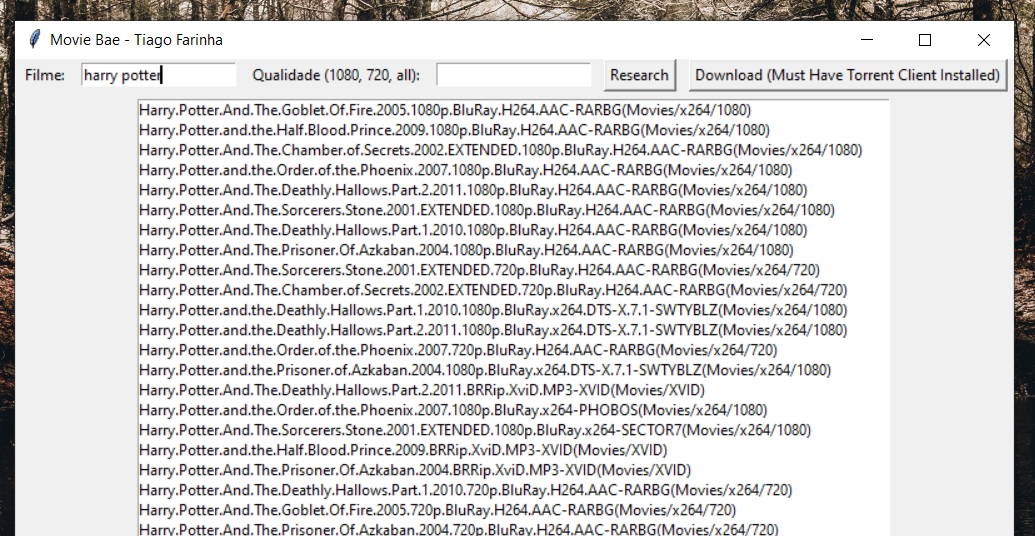 Movie Bae - Tiago Farinha
Filme: harry potter Qualidade (1080, 720, all): Research Download (Must Have Torrent Client Installed)
Harry.Potter.And.The.Goblet.Of.Fire.2005.1080p.BluRay.H264.AAC-RARBG(Movies/x264/1080)
Harry.Potter.and.the.Half.Blood.Prince.2009.1080p.BluRay.H264.AAC-RARBG(Movies/x264/1080)
Harry.Potter.And.The.Chamber.of.Secrets.2002.EXTENDED.1080p.BluRay.H264.AAC-RARBG(Movies/x264/1080)
Harry.Potter.and.the.Order.of.the.Phoenix.2007.1080p.BluRay.H264.AAC-RARBG(Movies/x264/1080)
Harry.Potter.And.The.Deathly.Hallows.Part.2.2011.1080p.BluRay.H264.AAC-RARBG(Movies/x264/1080)
Harry.Potter.And.The.Sorcerers.Stone.2001.EXTENDED.1080p.BluRay.H264.AAC-RARBG(Movies/x264/1080)
Harry.Potter.And.The.Deathly.Hallows.Part.1.2010.1080p.BluRay.H264.AAC-RARBG(Movies/x264/1080)
Harry.Potter.And.The.Prisoner.Of.Azkaban.2004.1080p.BluRay.H264.AAC-RARBG(Movies/x264/1080)
Harry.Potter.And.The.Sorcerers.Stone.2001.EXTENDED.720p.BluRay.H264.AAC-RARBG(Movies/x264/720)
Harry.Potter.And.The.Chamber.of.Secrets.2002.EXTENDED.720p.BluRay.H264.AAC-RARBG(Movies/x264/720)
Harry.Potter.and.the.Deathly.Hallows.Part.1.2010.1080p.BluRay.x264.DTS-X.7.1-SWTYBLZ(Movies/x264/1080)
Harry.Potter.and.the.Deathly.Hallows.Part.2.2011.1080p.BluRay.x264.DTS-X.7.1-SWTYBLZ(Movies/x264/1080)
Harry.Potter.and.the.Order.of.the.Phoenix.2007.720p.BluRay.H264.AAC-RARBG(Movies/x264/720)
Harry.Potter.and.the.Prisoner.of.Azkaban.2004.1080p.BluRay.x264.DTS-X.7.1-SWTYBLZ(Movies/x264/1080)
Harry.Potter.And.The.Deathly.Hallows.Part.2.2011.BRRip.XviD.MP3-XVID(Movies/XVID)
Harry.Potter.and.the.Order.of.the.Phoenix.2007.1080p.BluRay.x264-PHOBOS(Movies/x264/1080)
Harry.Potter.And.The.Sorcerers.Stone.2001.EXTENDED.1080p.BluRay.x264-SECTOR7(Movies/x264/1080)
Harry.Potter.and.the.Half.Blood.Prince.2009.BRRip.XviD.MP3-XVID(Movies/XVID)
Harry.Potter.And.The.Prisoner.Of.Azkaban.2004.BRRip.XviD.MP3-XVID(Movies/XVID)
Harry.Potter.And.The.Deathly.Hallows.Part.1.2010.720p.BluRay.H264.AAC-RARBG(Movies/x264/720)
Harry.Potter.And.The.Goblet.Of.Fire.2005.720p.BluRay.H264.AAC-RARBG(Movies/x264/720)
Harry.Potter.And.The.Prisoner.Of.Azkaban.2004.720p.BluRay.H264.AAC-RARBG(Movies/x264/720)